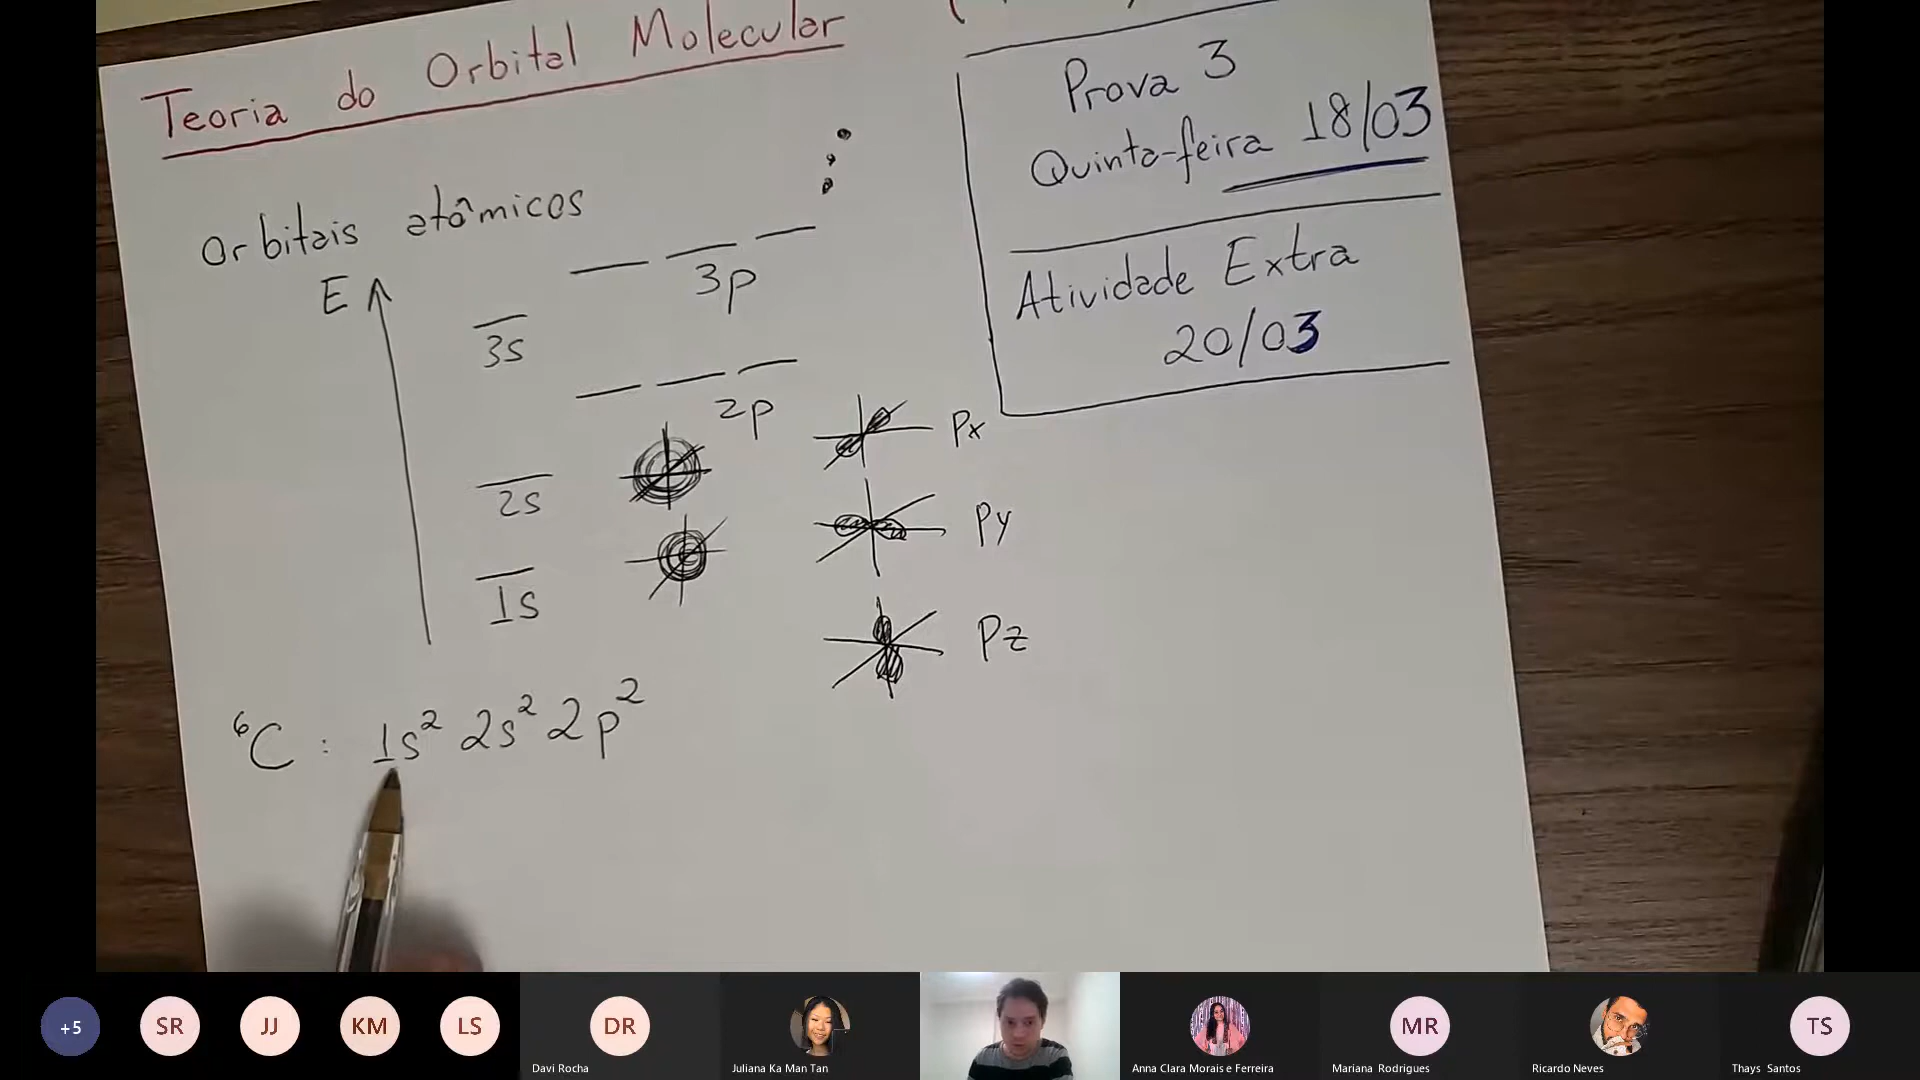 Teoria do Orbital Molecular
Prova 3
Quinta-feira 18/03
Atividade Extra
20/03
Orbitais atômicos
E
3p
3s
2p
Px
2s
Py
1s
Pz
⁶C : 1s² 2s² 2p²
+5
SR
JJ
KM
LS
DR
MR
TS
Davi Rocha
Juliana Ka Man Tan
Anna Clara Morais e Ferreira
Mariana Rodrigues
Ricardo Neves
Thays Santos